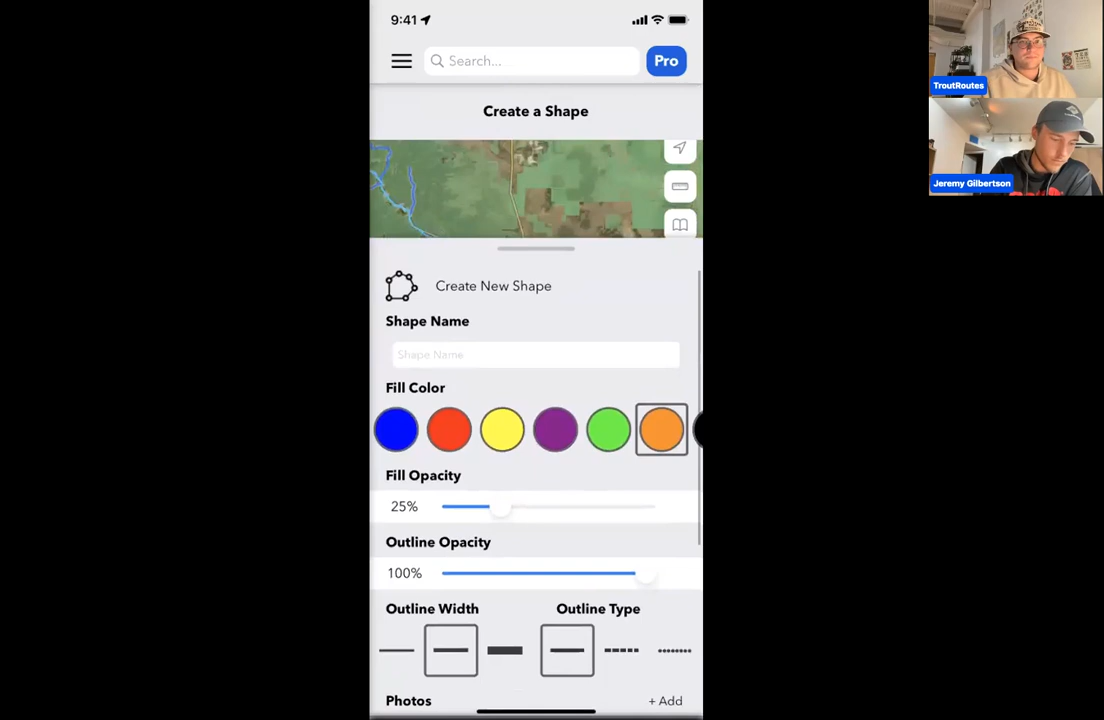 9:41
Search...
Pro
Create a Shape
Create New Shape
Shape Name
Shape Name
Fill Color
Fill Opacity
25%
Outline Opacity
100%
Outline Width
Outline Type
Photos
+ Add
TroutRoutes
Jeremy Gilbertson